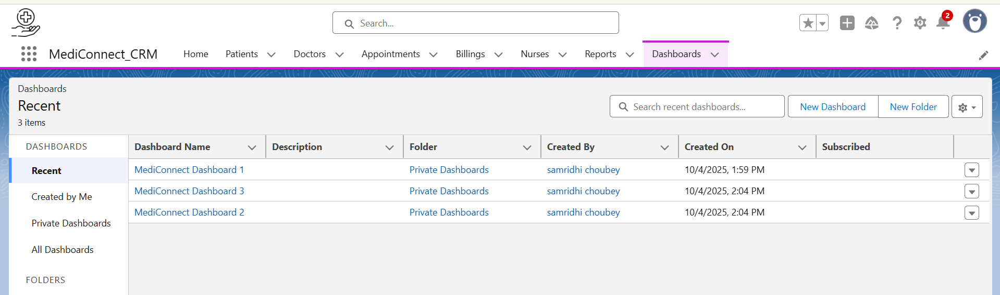 Search...
2
MediConnect_CRM Home Patients Doctors Appointments Billings Nurses Reports Dashboards
Dashboards
Recent
3 items
Search recent dashboards...
New Dashboard
New Folder
DASHBOARDS
Recent
Created by Me
Private Dashboards
All Dashboards
FOLDERS
Dashboard Name Description Folder Created By Created On Subscribed
MediConnect Dashboard 1 Private Dashboards samridhi choubey 10/4/2025, 1:59 PM
MediConnect Dashboard 3 Private Dashboards samridhi choubey 10/4/2025, 2:04 PM
MediConnect Dashboard 2 Private Dashboards samridhi choubey 10/4/2025, 2:04 PM